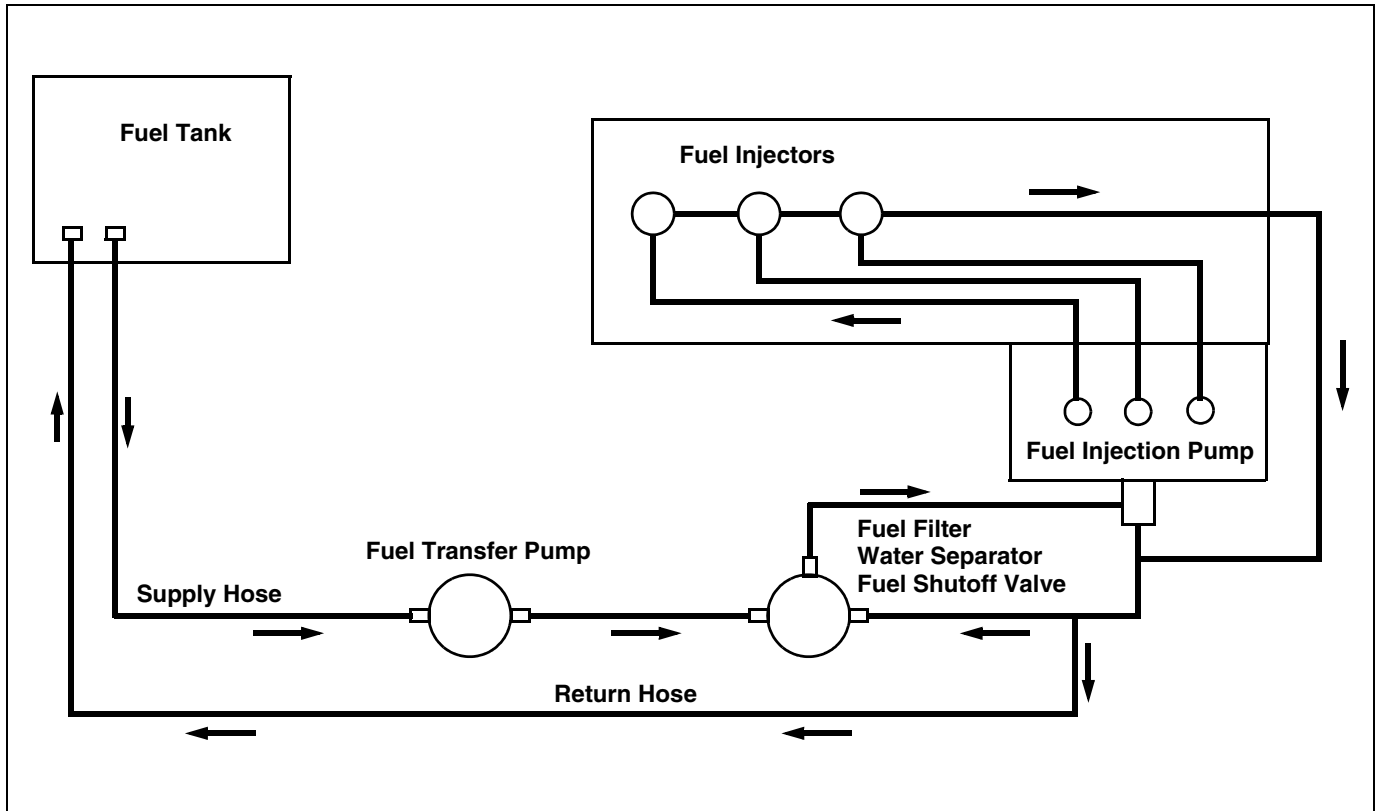 Fuel Tank
Fuel Injectors
Fuel Injection Pump
Fuel Filter
Water Separator
Fuel Shutoff Valve
Fuel Transfer Pump
Supply Hose
Return Hose